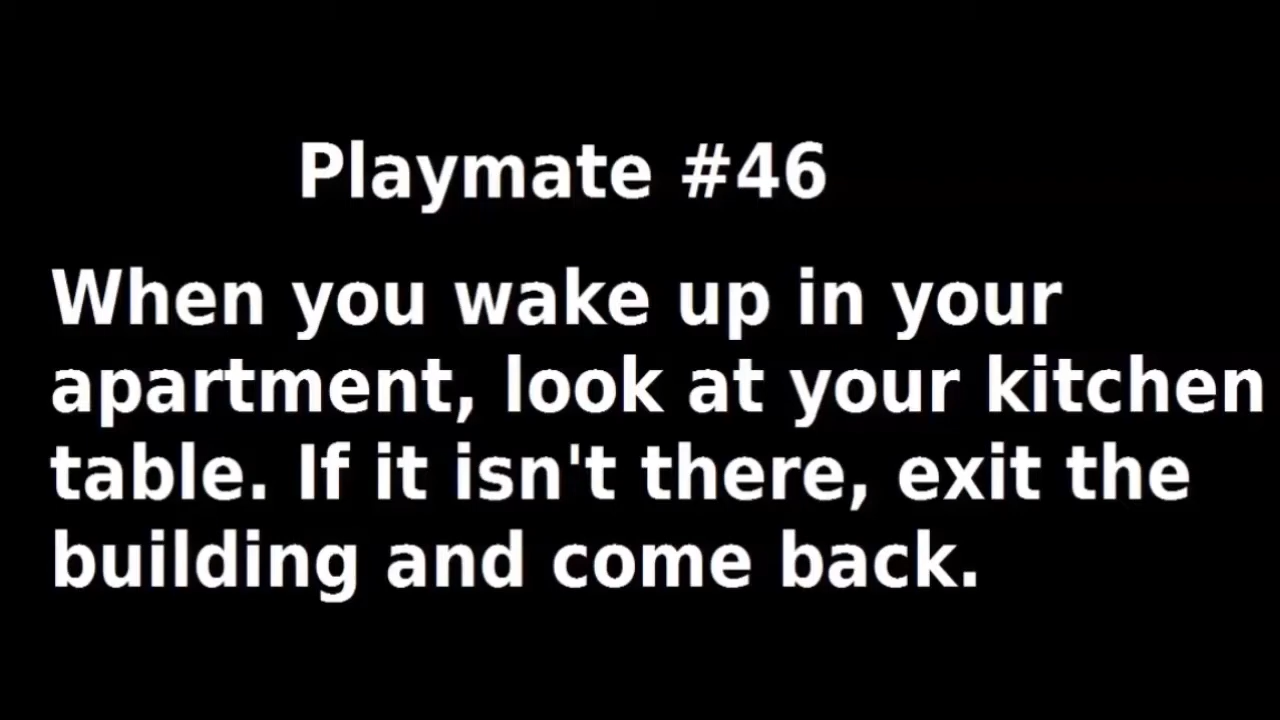 Playmate #46
When you wake up in your
apartment, look at your kitchen
table. If it isn't there, exit the
building and come back.